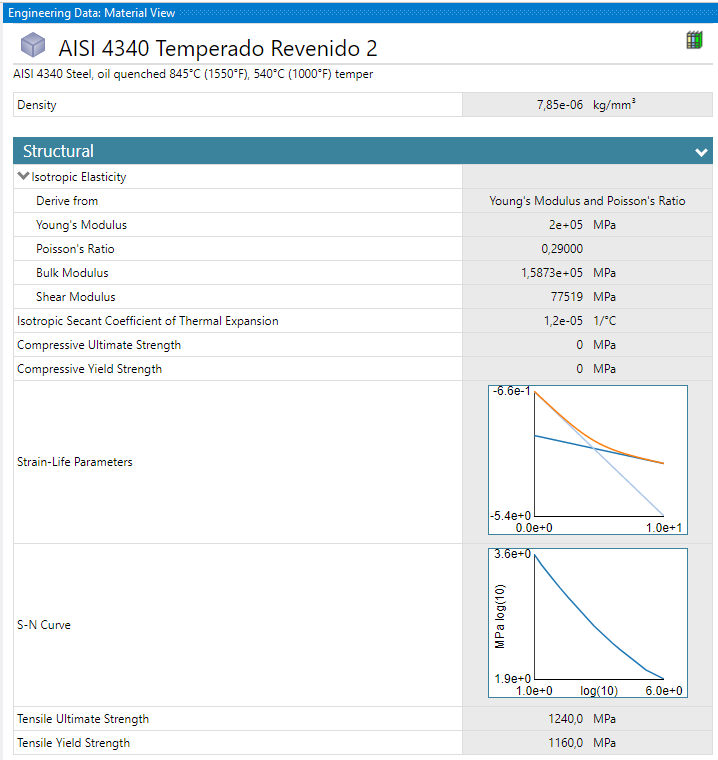 Engineering Data: Material View
AISI 4340 Temperado Revenido 2
AISI 4340 Steel, oil quenched 845°C (1550°F), 540°C (1000°F) temper
Density 7,85e-06 kg/mm³
Structural
Isotropic Elasticity
Derive from Young's Modulus and Poisson's Ratio
Young's Modulus 2e+05 MPa
Poisson's Ratio 0,29000
Bulk Modulus 1,5873e+05 MPa
Shear Modulus 77519 MPa
Isotropic Secant Coefficient of Thermal Expansion 1,2e-05 1/°C
Compressive Ultimate Strength 0 MPa
Compressive Yield Strength 0 MPa
Strain-Life Parameters
-6.6e-1
-5.4e+0
0.0e+0 1.0e+1
S-N Curve
3.6e+0
MPa log(10)
1.9e+0
1.0e+0 log(10) 6.0e+0
Tensile Ultimate Strength 1240,0 MPa
Tensile Yield Strength 1160,0 MPa